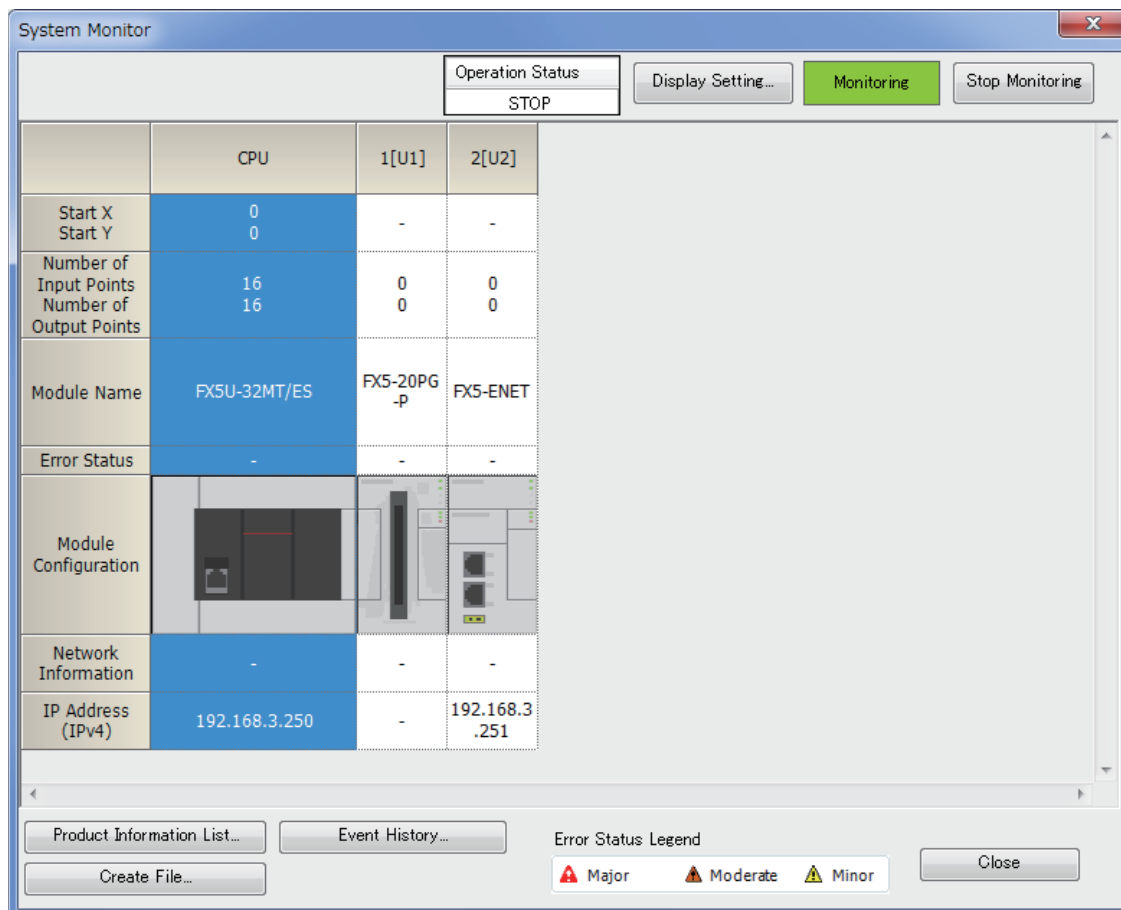 System Monitor
Operation Status
STOP
Display Setting...
Monitoring
Stop Monitoring
CPU 1[U1] 2[U2]
Start X 0
Start Y 0
- -
Number of
Input Points
Number of
Output Points
16 0 0
16 0 0
Module Name FX5U-32MT/ES FX5-20PG
-P FX5-ENET
Error Status - - -
Module
Configuration
Network
Information - - -
IP Address
(IPv4) 192.168.3.250 - 192.168.3
.251
Product Information List...
Event History...
Create File...
Error Status Legend
Major Moderate Minor
Close